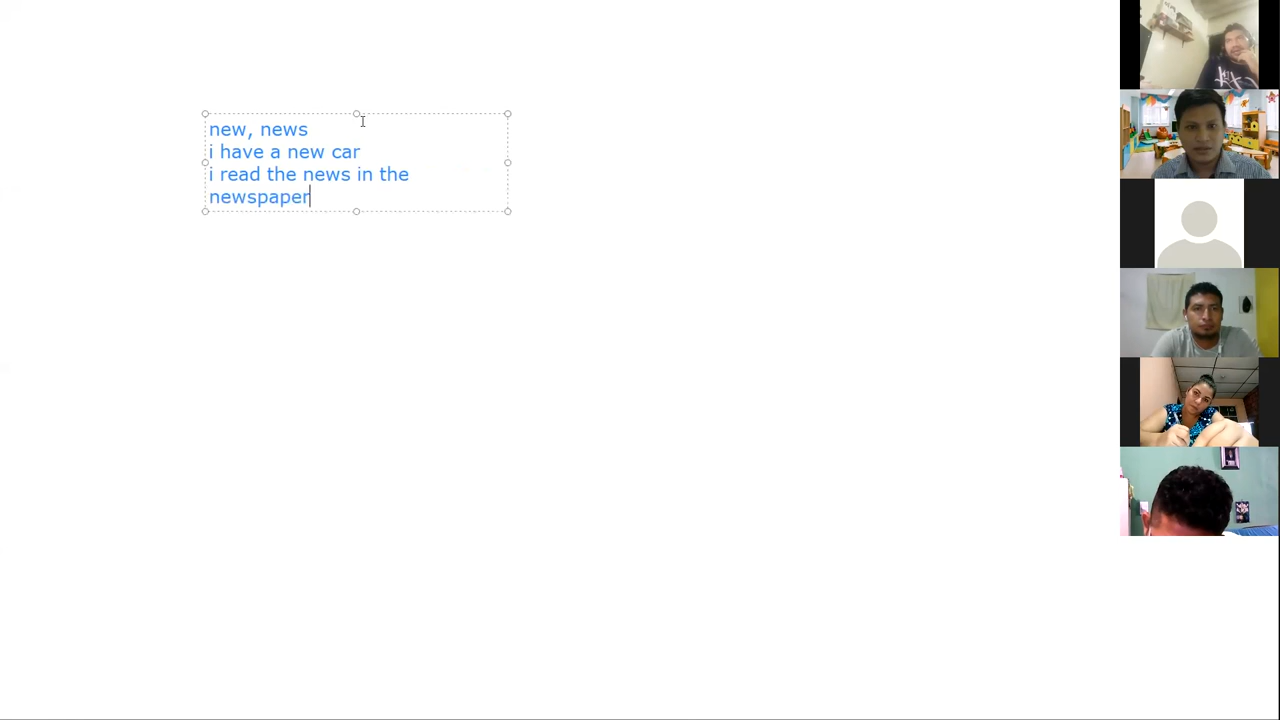 new, news
i have a new car
i read the news in the
newspaper